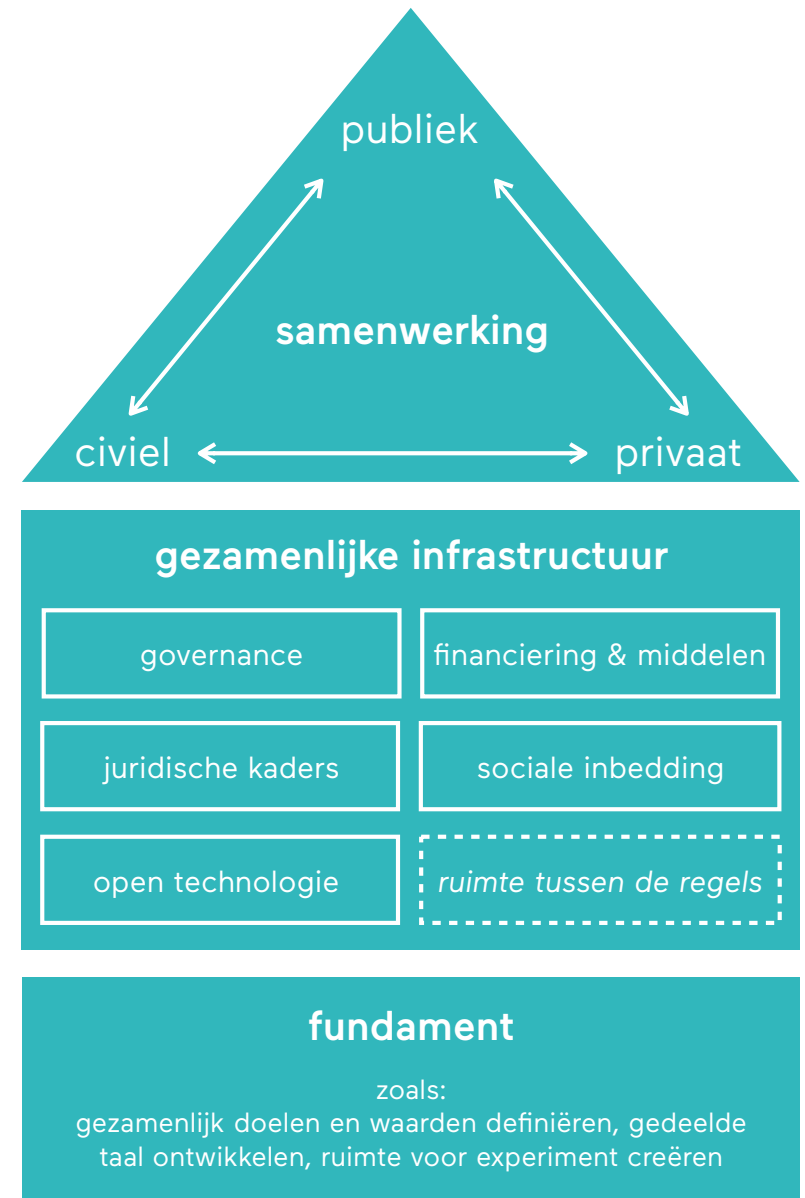 publiek
samenwerking
civiel
privaat
gezamenlijke infrastructuur
governance
financiering & middelen
juridische kaders
sociale inbedding
open technologie
ruimte tussen de regels
fundament
zoals:
gezamenlijk doelen en waarden definiëren, gedeelde
taal ontwikkelen, ruimte voor experiment creëren